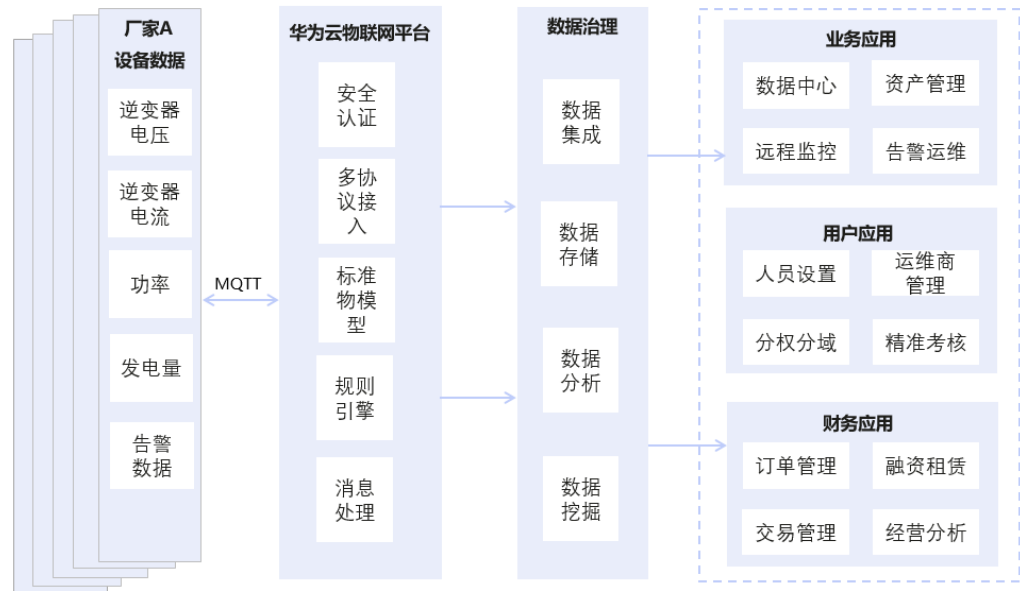 厂家A
设备数据
逆变器
电压
逆变器
电流
功率
发电量
告警
数据
MQTT
华为云物联网平台
安全
认证
多协
议接
入
标准
物模
型
规则
引擎
消息
处理
数据治理
数据
集成
数据
存储
数据
分析
数据
挖掘
业务应用
数据中心
资产管理
远程监控
告警运维
用户应用
人员设置
运维商
管理
分权分域
精准考核
财务应用
订单管理
融资租赁
交易管理
经营分析